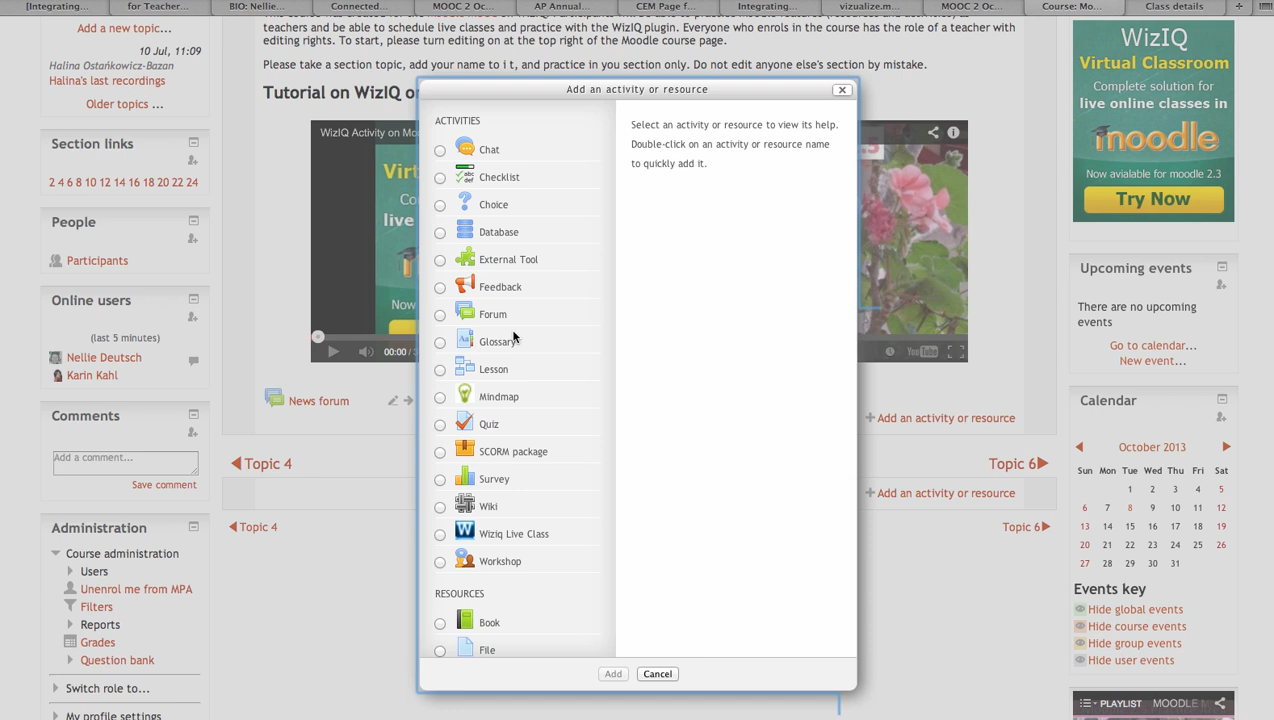 [Integrating...
for Teacher...
BIO: Nellie...
Connected...
MOOC 2 Oc...
AP Annual...
CEM Page f...
Integrating...
vizualize.m...
MOOC 2 Oc...
Course: Mo...
Class details
Add a new topic...
10 Jul, 11:09
Halina Ostańkowicz-Bazan
Halina's last recordings
Older topics ...
Section links
2 4 6 8 10 12 14 16 18 20 22 24
People
Participants
Online users
(last 5 minutes)
Nellie Deutsch
Karin Kahl
Comments
Add a comment...
Save comment
Administration
Course administration
Users
Unenrol me from MPA
Filters
Reports
Grades
Question bank
Switch role to...
My profile settings
teachers and be able to schedule live classes and practice with the WizIQ plugin. Everyone who enrols in the course has the role of a teacher with
editing rights. To start, please turn editing on at the top right of the Moodle course page.
Please take a section topic, add your name to i t, and practice in you section only. Do not edit anyone else's section by mistake.
Tutorial on WizIQ o
WizIQ Activity on Mo
00:00
YouTube
News forum
Add an activity or resource
Topic 4
Topic 6
Add an activity or resource
Topic 4
Topic 6
Add an activity or resource
ACTIVITIES
Chat
Checklist
Choice
Database
External Tool
Feedback
Forum
Glossary
Lesson
Mindmap
Quiz
SCORM package
Survey
Wiki
Wiziq Live Class
Workshop
RESOURCES
Book
File
Select an activity or resource to view its help.
Double-click on an activity or resource name
to quickly add it.
Add
Cancel
WizIQ
Virtual Classroom
Complete solution for
live online classes in
moodle
Now available for moodle 2.3
Try Now
Upcoming events
There are no upcoming
events
Go to calendar...
New event...
Calendar
October 2013
Sun Mon Tue Wed Thu Fri Sat
1 2 3 4 5
6 7 8 9 10 11 12
13 14 15 16 17 18 19
20 21 22 23 24 25 26
27 28 29 30 31
Events key
Hide global events
Hide course events
Hide group events
Hide user events
PLAYLIST MOODLE M